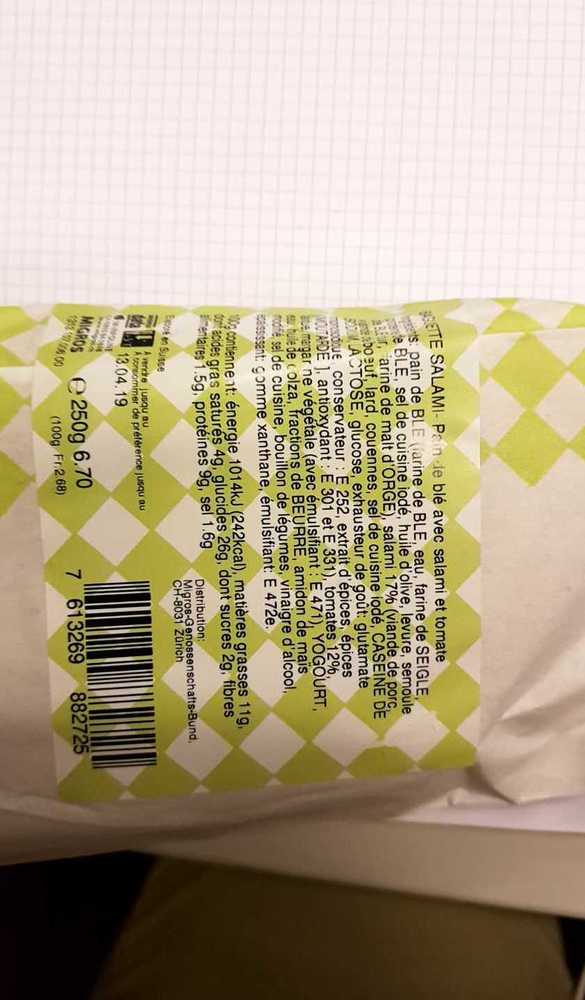 SALAMI- Pain de blé avec salami et tomate
pain de BLE (farine de BLE, eau, farine de SEIGLE,
BLE, sel de cuisine iodé, huile d'olive, levure, semoule
farine de malt d'ORGE), salami 17% (viande de porc,
lard, couennes, sel de cuisine iodé, CASEINE DE
LACTOSE, glucose, exhausteur de goût: glutamate
conservateur : E 252, extrait d'épices, épices
], antioxydant : E 301 et E 331), tomates 12%,
végétale (avec émulsifiant : E 471), YOGOURT,
colza, fractions de BEURRE, amidon de maïs
sel de cuisine, bouillon de légumes, vinaigre d'alcool,
épaississant: gomme xanthane, émulsifiant: E 472e.
100g contiennent: énergie 1014kJ (242kcal), matières grasses 11g,
dont acides gras saturés 4g, glucides 26g, dont sucres 2g, fibres
alimentaires 1.5g, protéines 9g, sel 1.6g
Elaboré en Suisse
Distribution:
Migros-Genossenschafts-Bund,
CH-8031 Zürich
A vendre jusqu'au
A consommer de préférence jusqu'au
13.04.19
MIGROS
e 250g 6.70
(100g Fr.2.68)
7 613269 882725